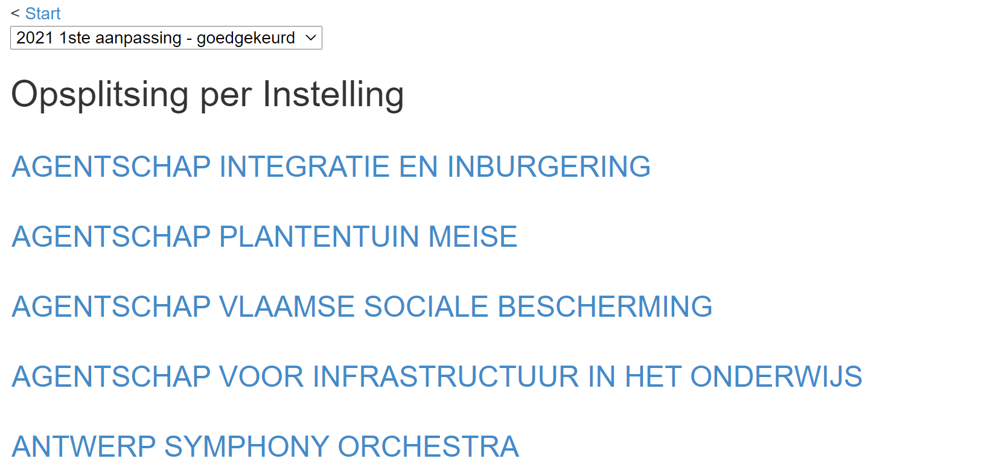 < Start
2021 1ste aanpassing - goedgekeurd
Opsplitsing per Instelling
AGENTSCHAP INTEGRATIE EN INBURGERING
AGENTSCHAP PLANTENTUIN MEISE
AGENTSCHAP VLAAMSE SOCIALE BESCHERMING
AGENTSCHAP VOOR INFRASTRUCTUUR IN HET ONDERWIJS
ANTWERP SYMPHONY ORCHESTRA